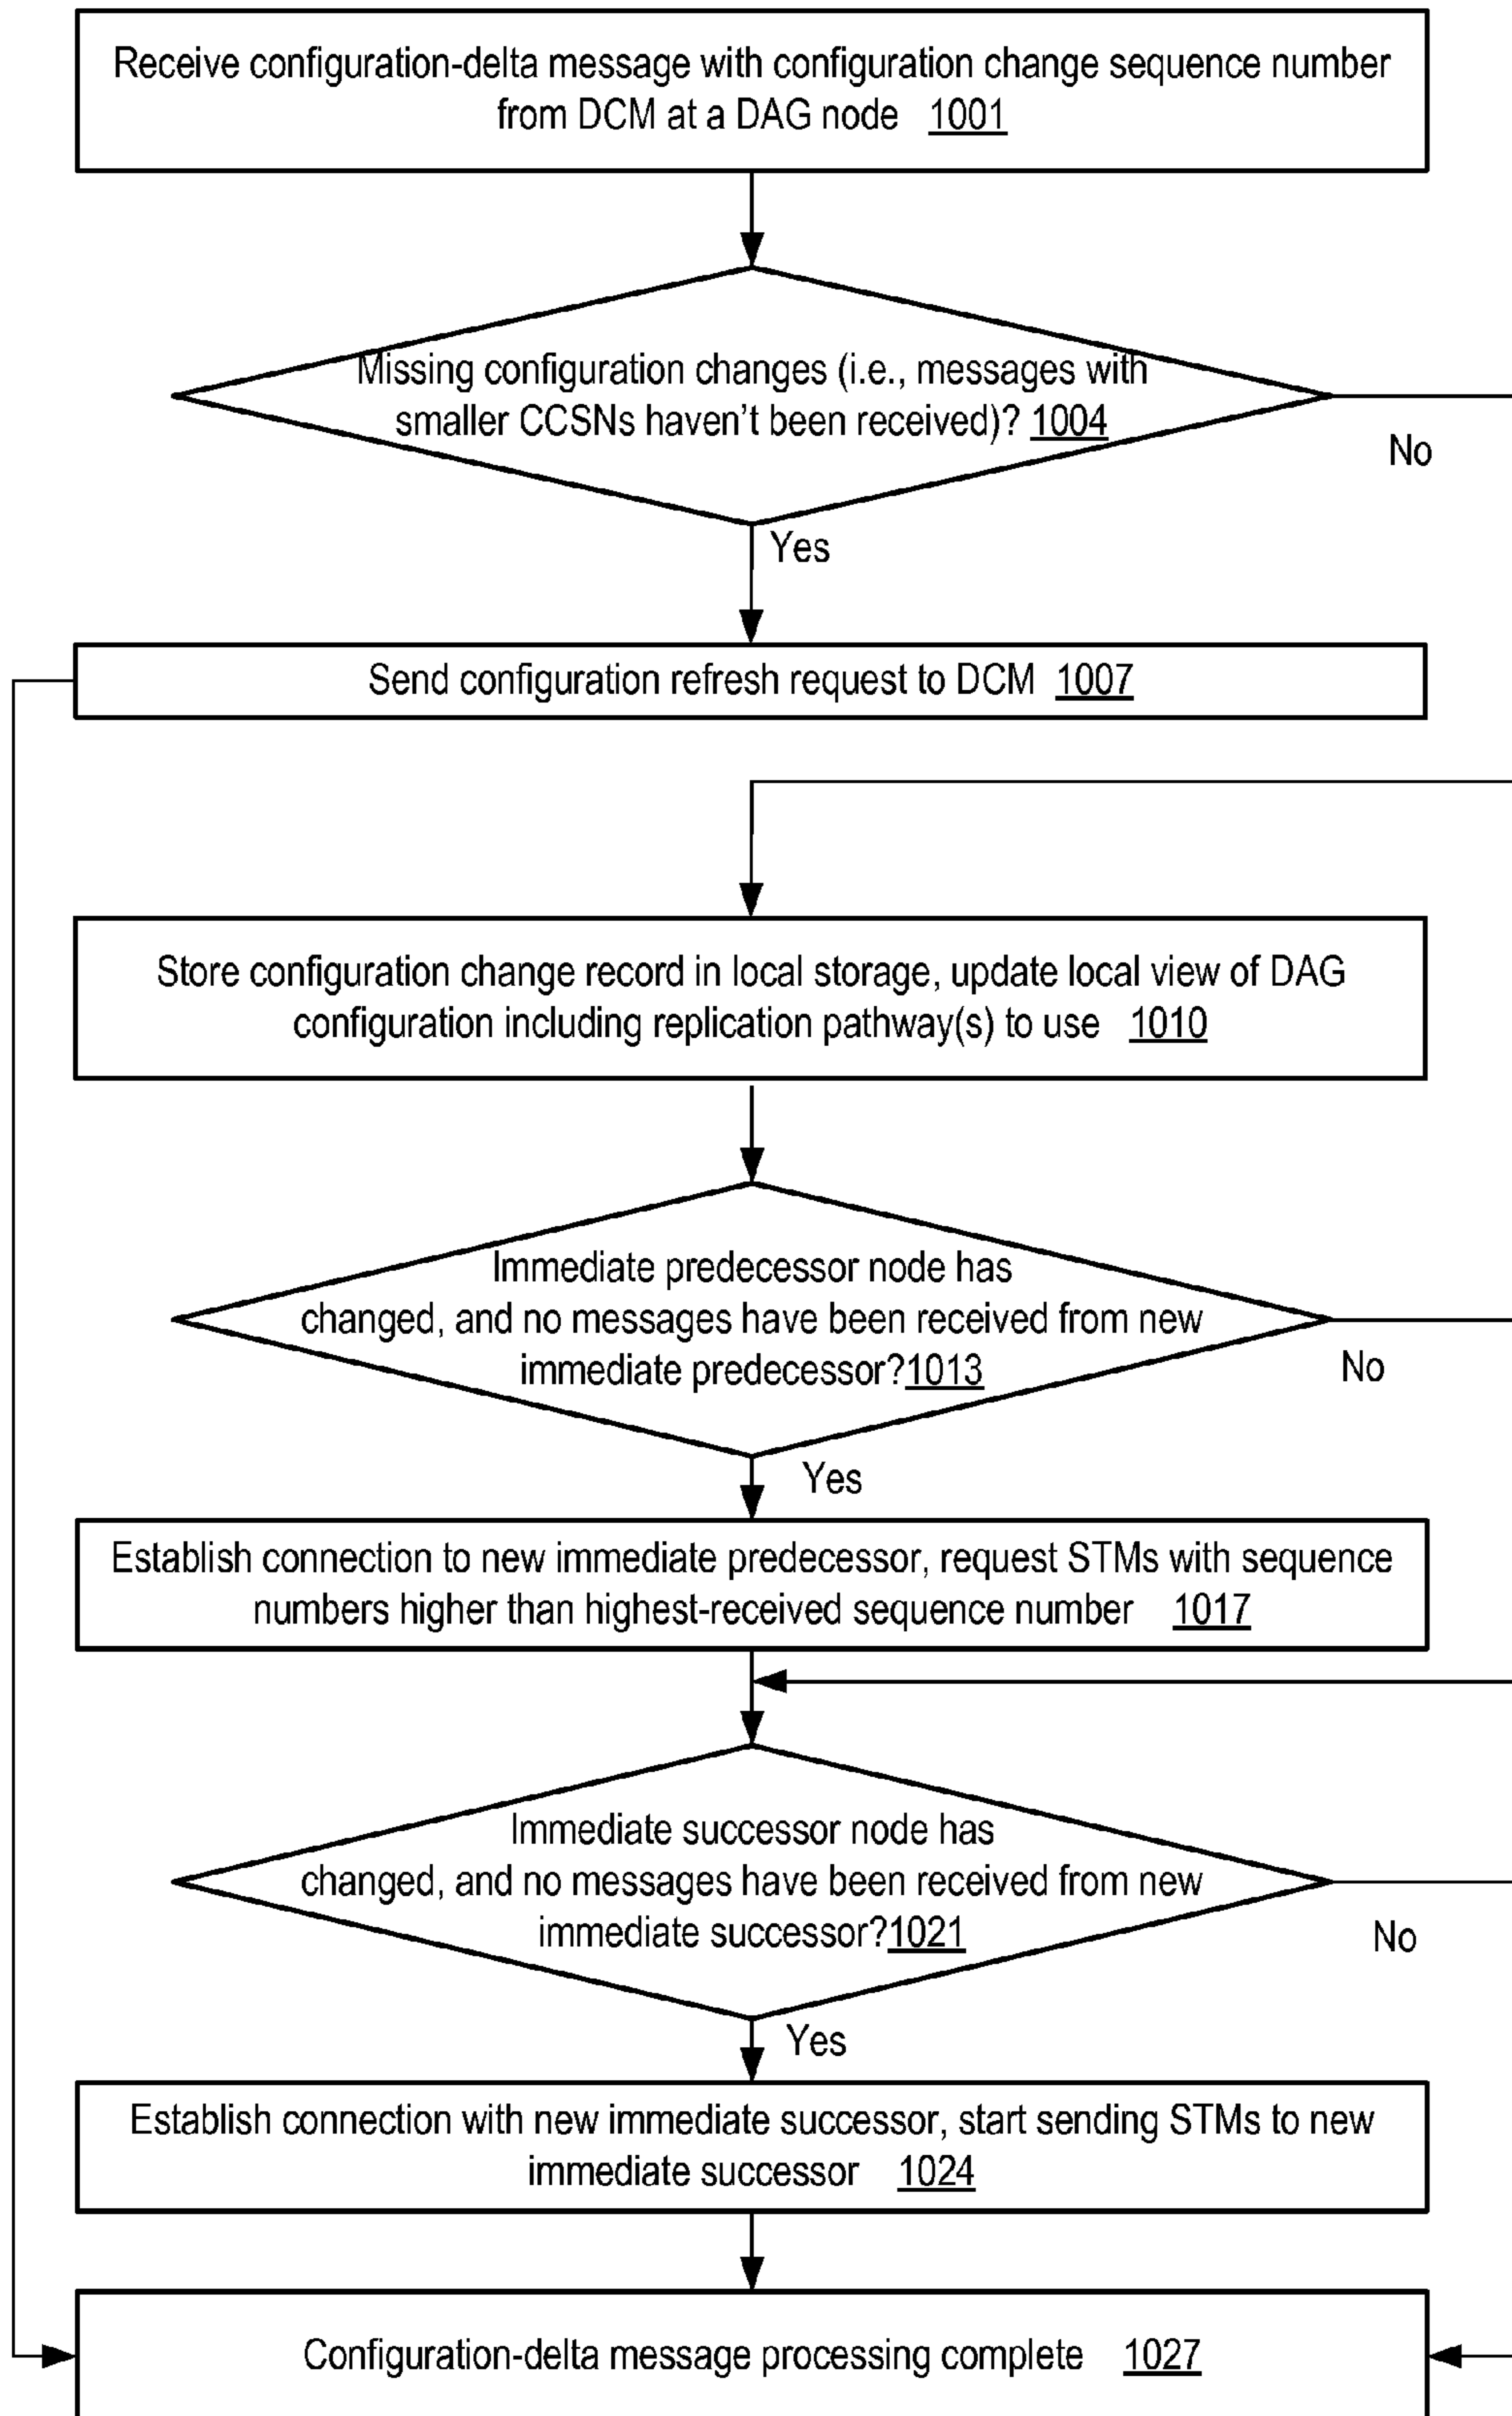 Receive configuration-delta message with configuration change sequence number
from DCM at a DAG node 1001
Missing configuration changes (i.e., messages with
smaller CCSNs haven't been received)? 1004
No
Yes
Send configuration refresh request to DCM 1007
Store configuration change record in local storage, update local view of DAG
configuration including replication pathway(s) to use 1010
Immediate predecessor node has
changed, and no messages have been received from new
immediate predecessor?1013
No
Yes
Establish connection to new immediate predecessor, request STMs with sequence
numbers higher than highest-received sequence number 1017
Immediate successor node has
changed, and no messages have been received from new
immediate successor?1021
No
Yes
Establish connection with new immediate successor, start sending STMs to new
immediate successor 1024
Configuration-delta message processing complete 1027